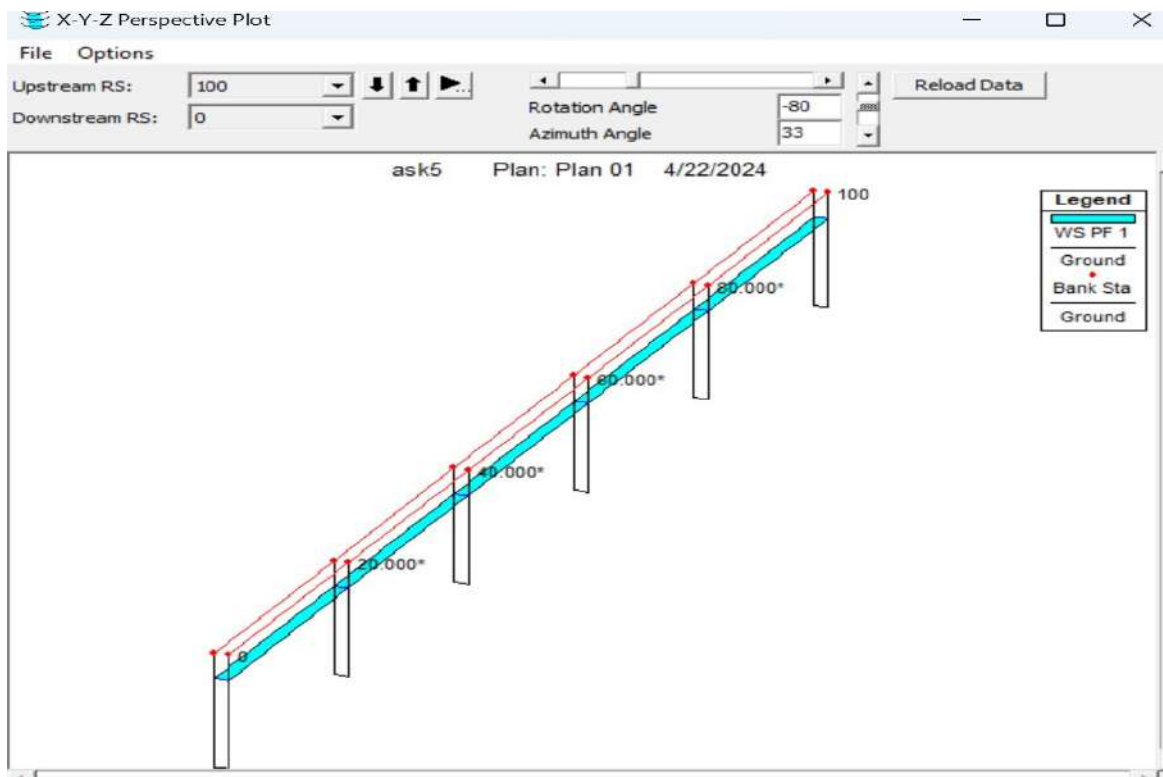 X-Y-Z Perspective Plot
File Options
Upstream RS: 100
Downstream RS: 0
Rotation Angle -80
Azimuth Angle 33
Reload Data
ask5 Plan: Plan 01 4/22/2024
100
80.000*
60.000*
40.000*
20.000*
0
Legend
WS PF 1
Ground
Bank Sta
Ground